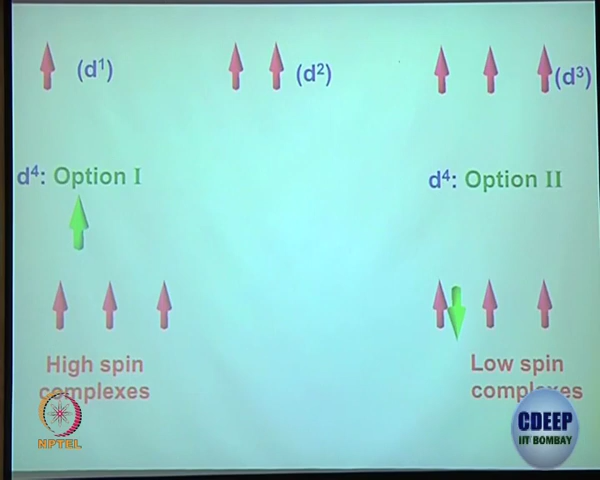 (d¹) (d²) (d³)
d⁴: Option I d⁴: Option II
High spin
complexes
Low spin
complexes
NPTEL
CDEEP
IIT BOMBAY